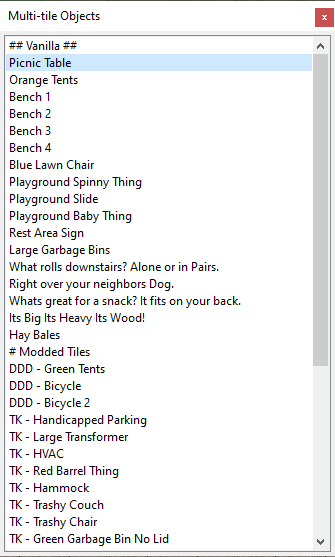 Multi-tile Objects
## Vanilla ##
Picnic Table
Orange Tents
Bench 1
Bench 2
Bench 3
Bench 4
Blue Lawn Chair
Playground Spinny Thing
Playground Slide
Playground Baby Thing
Rest Area Sign
Large Garbage Bins
What rolls downstairs? Alone or in Pairs.
Right over your neighbors Dog.
Whats great for a snack? It fits on your back.
Its Big Its Heavy Its Wood!
Hay Bales
# Modded Tiles
DDD - Green Tents
DDD - Bicycle
DDD - Bicycle 2
TK - Handicapped Parking
TK - Large Transformer
TK - HVAC
TK - Red Barrel Thing
TK - Hammock
TK - Trashy Couch
TK - Trashy Chair
TK - Green Garbage Bin No Lid